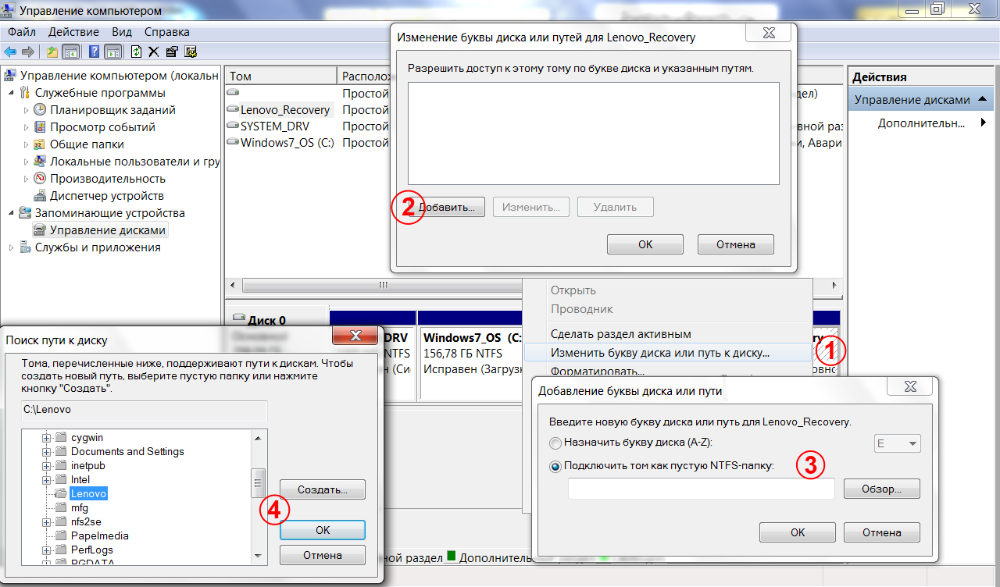 Управление компьютером
Файл Действие Вид Справка
Управление компьютером (локальн
Служебные программы
Планировщик заданий
Просмотр событий
Общие папки
Локальные пользователи и гру
Производительность
Диспетчер устройств
Запоминающие устройства
Управление дисками
Службы и приложения
Том Располож
Простой
Lenovo_Recovery Простой
SYSTEM_DRV Простой
Windows7_OS (C:) Простой
дел)
вной раз
и, Авари
Действия
Управление дисками
Дополнительн...
Изменение буквы диска или путей для Lenovo_Recovery
Разрешить доступ к этому тому по букве диска и указанным путям.
2
Добавить... Изменить... Удалить
OK Отмена
Диск 0
Основной
DRV
NTFS
н (Сис
Windows7_OS (C:
156,78 ГБ NTFS
Исправен (Загрузк
Открыть
Проводник
Сделать раздел активным
Изменить букву диска или путь к диску...
Форматировать...
1
Поиск пути к диску
Тома, перечисленные ниже, поддерживают пути к дискам. Чтобы
создать новый путь, выберите пустую папку или нажмите
кнопку "Создать".
C:\Lenovo
cygwin
Documents and Settings
inetpub
Intel
Lenovo
mfg
nfs2se
Papelmedia
PerfLogs
PGDATA
Создать...
4
OK
Отмена
Добавление буквы диска или пути
Введите новую букву диска или путь для Lenovo_Recovery.
Назначить букву диска (A-Z): E
Подключить том как пустую NTFS-папку: 3
Обзор...
OK Отмена
ной раздел Дополнительн